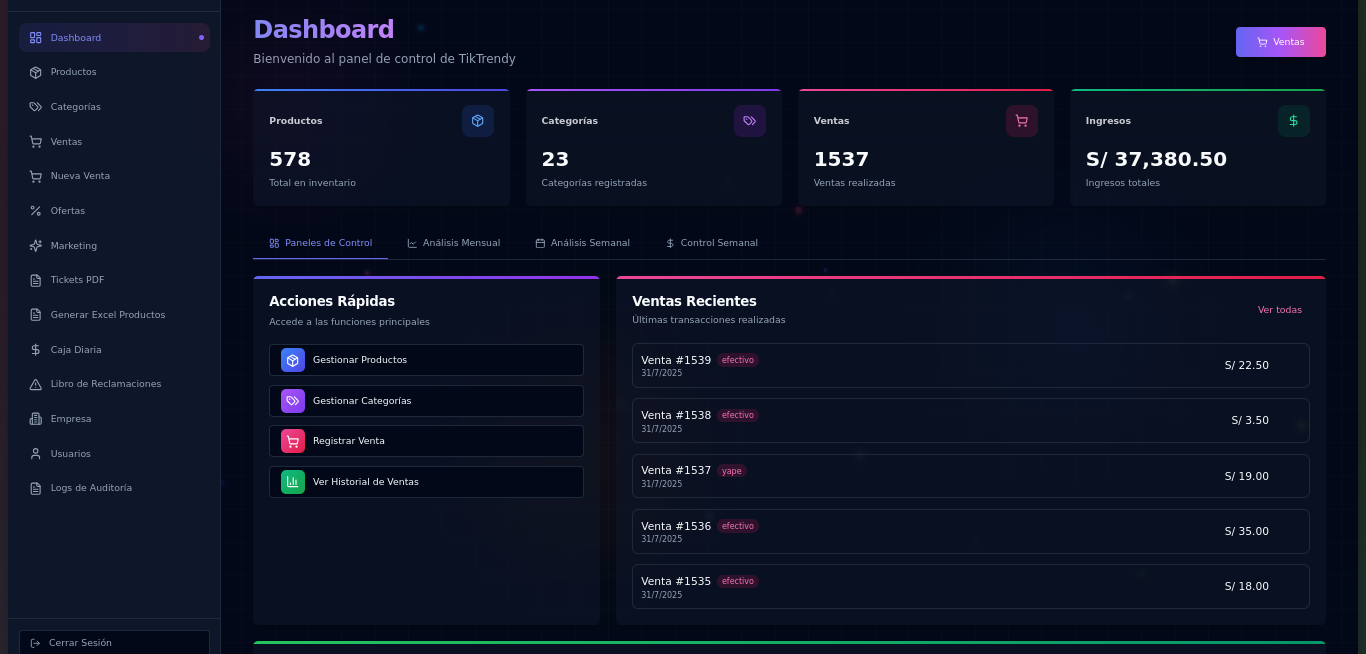 Dashboard
Productos
Categorías
Ventas
Nueva Venta
Ofertas
Marketing
Tickets PDF
Generar Excel Productos
Caja Diaria
Libro de Reclamaciones
Empresa
Usuarios
Logs de Auditoría
Cerrar Sesión
Dashboard
Bienvenido al panel de control de TikTrendy
Ventas
Productos
578
Total en inventario
Categorías
23
Categorías registradas
Ventas
1537
Ventas realizadas
Ingresos
S/ 37,380.50
Ingresos totales
Paneles de Control
Análisis Mensual
Análisis Semanal
Control Semanal
Acciones Rápidas
Accede a las funciones principales
Gestionar Productos
Gestionar Categorías
Registrar Venta
Ver Historial de Ventas
Ventas Recientes
Últimas transacciones realizadas
Ver todas
Venta #1539 efectivo
31/7/2025
S/ 22.50
Venta #1538 efectivo
31/7/2025
S/ 3.50
Venta #1537 yape
31/7/2025
S/ 19.00
Venta #1536 efectivo
31/7/2025
S/ 35.00
Venta #1535 efectivo
31/7/2025
S/ 18.00